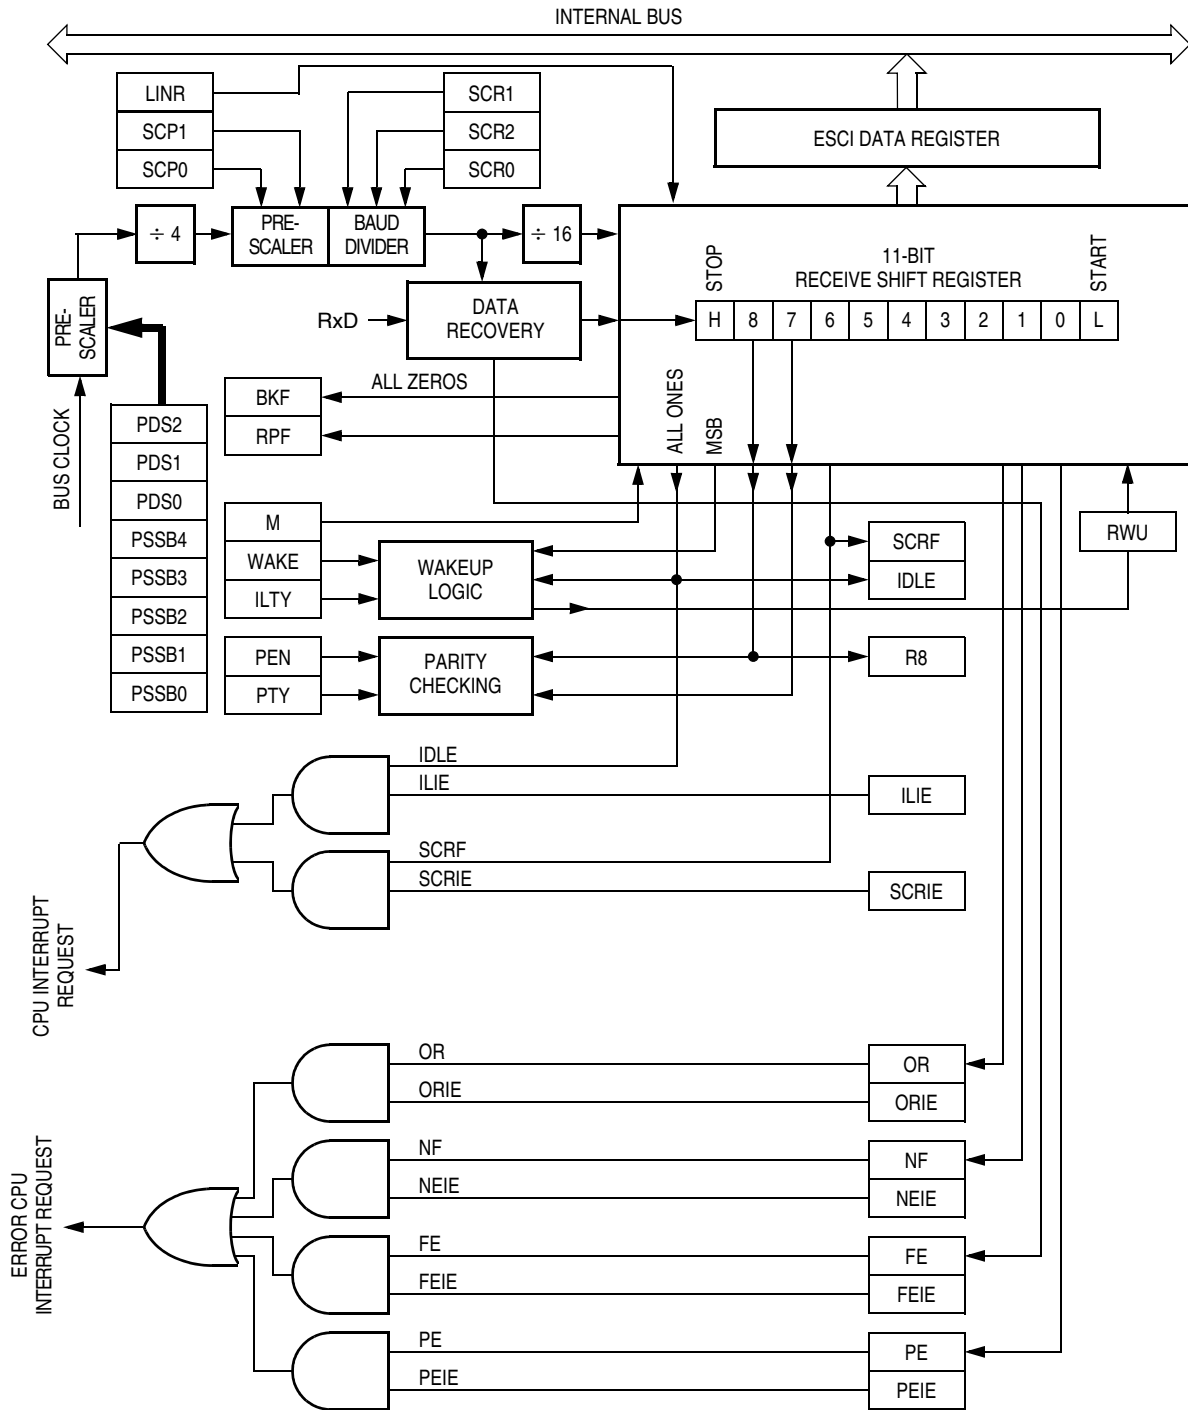 INTERNAL BUS
LINR
SCP1
SCP0
SCR1
SCR2
SCR0
ESCI DATA REGISTER
÷ 4
PRE-
SCALER
BAUD
DIVIDER
÷ 16
PRE-
SCALER
BUS CLOCK
RxD
DATA
RECOVERY
STOP
11-BIT
RECEIVE SHIFT REGISTER
START
H 8 7 6 5 4 3 2 1 0 L
ALL ZEROS
ALL ONES
MSB
BKF
RPF
PDS2
PDS1
PDS0
PSSB4
PSSB3
PSSB2
PSSB1
PSSB0
M
WAKE
ILTY
WAKEUP
LOGIC
PEN
PTY
PARITY
CHECKING
SCRF
IDLE
RWU
R8
IDLE
ILIE
ILIE
SCRF
SCRIE
SCRIE
CPU INTERRUPT
REQUEST
OR
ORIE
OR
ORIE
NF
NEIE
NF
NEIE
FE
FEIE
FE
FEIE
PE
PEIE
PE
PEIE
ERROR CPU
INTERRUPT REQUEST